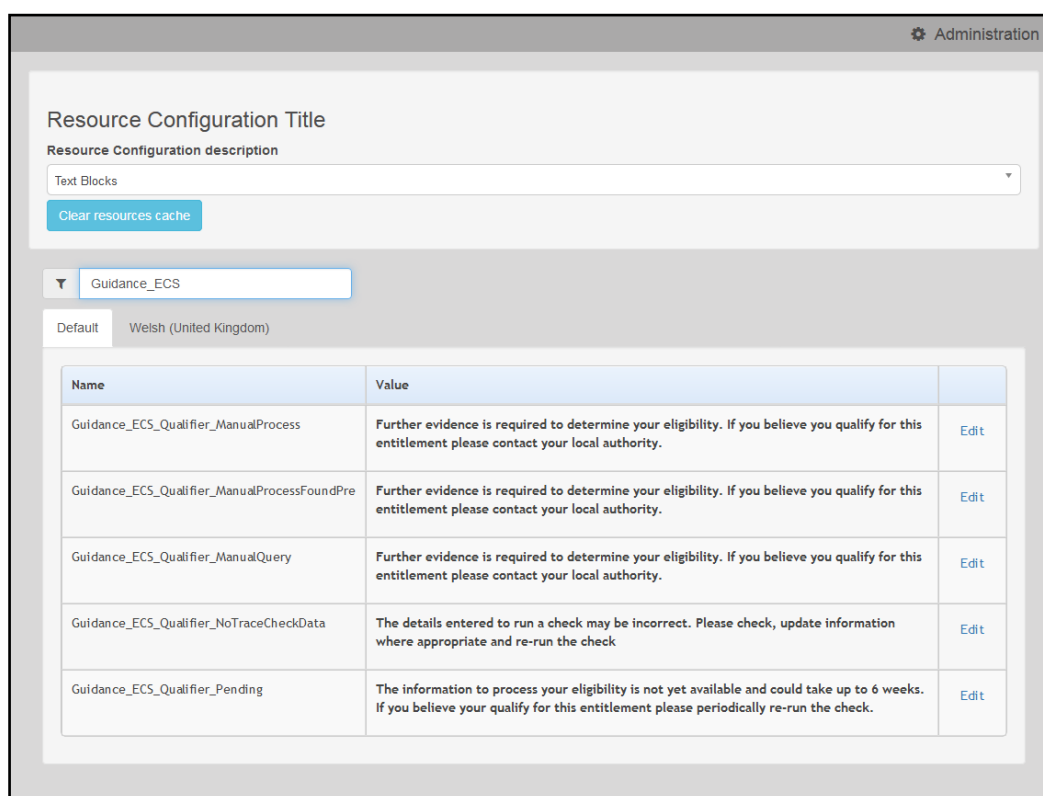 Administration
Resource Configuration Title
Resource Configuration description
Text Blocks
Clear resources cache
Guidance_ECS
Default Welsh (United Kingdom)
Name Value
Guidance_ECS_Qualifier_ManualProcess Further evidence is required to determine your eligibility. If you believe you qualify for this
entitlement please contact your local authority.
Edit
Guidance_ECS_Qualifier_ManualProcessFoundPre Further evidence is required to determine your eligibility. If you believe you qualify for this
entitlement please contact your local authority.
Edit
Guidance_ECS_Qualifier_ManualQuery Further evidence is required to determine your eligibility. If you believe you qualify for this
entitlement please contact your local authority.
Edit
Guidance_ECS_Qualifier_NoTraceCheckData The details entered to run a check may be incorrect. Please check, update information
where appropriate and re-run the check
Edit
Guidance_ECS_Qualifier_Pending The information to process your eligibility is not yet available and could take up to 6 weeks.
If you believe your qualify for this entitlement please periodically re-run the check.
Edit